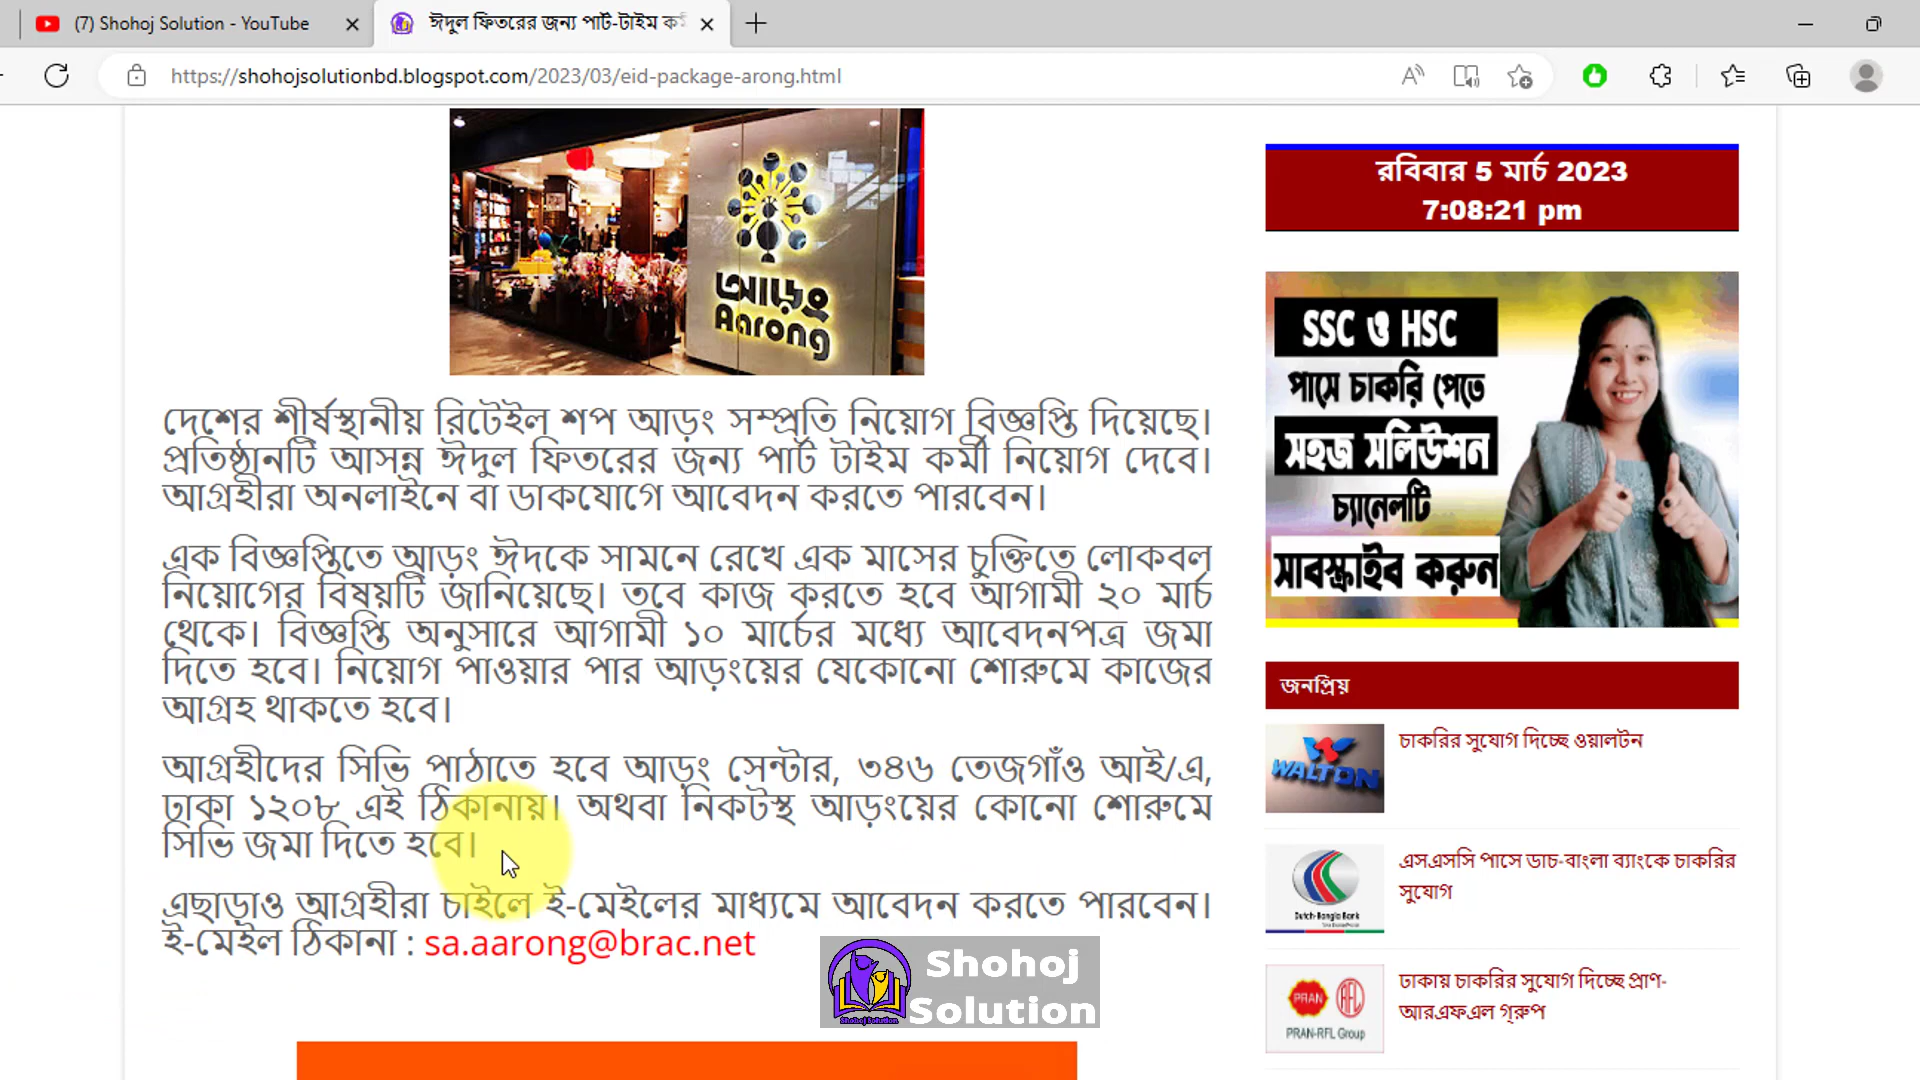 (7) Shohoj Solution - YouTube
ঈদুল ফিতরের জন্য পার্ট-টাইম
https://shohojsolutionbd.blogspot.com/2023/03/eid-package-arong.html
আড়ং
Aarong
রবিবার 5 মার্চ 2023
7:08:21 pm
SSC ও HSC
পাসে চাকরি পেতে
সহজ সলিউশন
চ্যানেলটি
সাবস্ক্রাইব করুন
দেশের শীর্ষস্থানীয় রিটেইল শপ আড়ং সম্প্রতি নিয়োগ বিজ্ঞপ্তি দিয়েছে।
প্রতিষ্ঠানটি আসন্ন ঈদুল ফিতরের জন্য পার্ট টাইম কর্মী নিয়োগ দেবে।
আগ্রহীরা অনলাইনে বা ডাকযোগে আবেদন করতে পারবেন।
এক বিজ্ঞপ্তিতে আড়ং ঈদকে সামনে রেখে এক মাসের চুক্তিতে লোকবল
নিয়োগের বিষয়টি জানিয়েছে। তবে কাজ করতে হবে আগামী ২০ মার্চ
থেকে। বিজ্ঞপ্তি অনুসারে আগামী ১০ মার্চের মধ্যে আবেদনপত্র জমা
দিতে হবে। নিয়োগ পাওয়ার পার আড়ংয়ের যেকোনো শোরুমে কাজের
আগ্রহ থাকতে হবে।
আগ্রহীদের সিভি পাঠাতে হবে আড়ং সেন্টার, ৩৪৬ তেজগাঁও আই/এ,
ঢাকা ১২০৮ এই ঠিকানায়। অথবা নিকটস্থ আড়ংয়ের কোনো শোরুমে
সিভি জমা দিতে হবে।
এছাড়াও আগ্রহীরা চাইলে ই-মেইলের মাধ্যমে আবেদন করতে পারবেন।
ই-মেইল ঠিকানা : sa.aarong@brac.net
Shohoj
Solution
Shohoj Solution
জনপ্রিয়
WALTON
চাকরির সুযোগ দিচ্ছে ওয়ালটন
Dutch-Bangla Bank
এসএসসি পাসে ডাচ-বাংলা ব্যাংকে চাকরির
সুযোগ
PRAN
RFL
PRAN-RFL Group
ঢাকায় চাকরির সুযোগ দিচ্ছে প্রাণ-
আরএফএল গ্রুপ